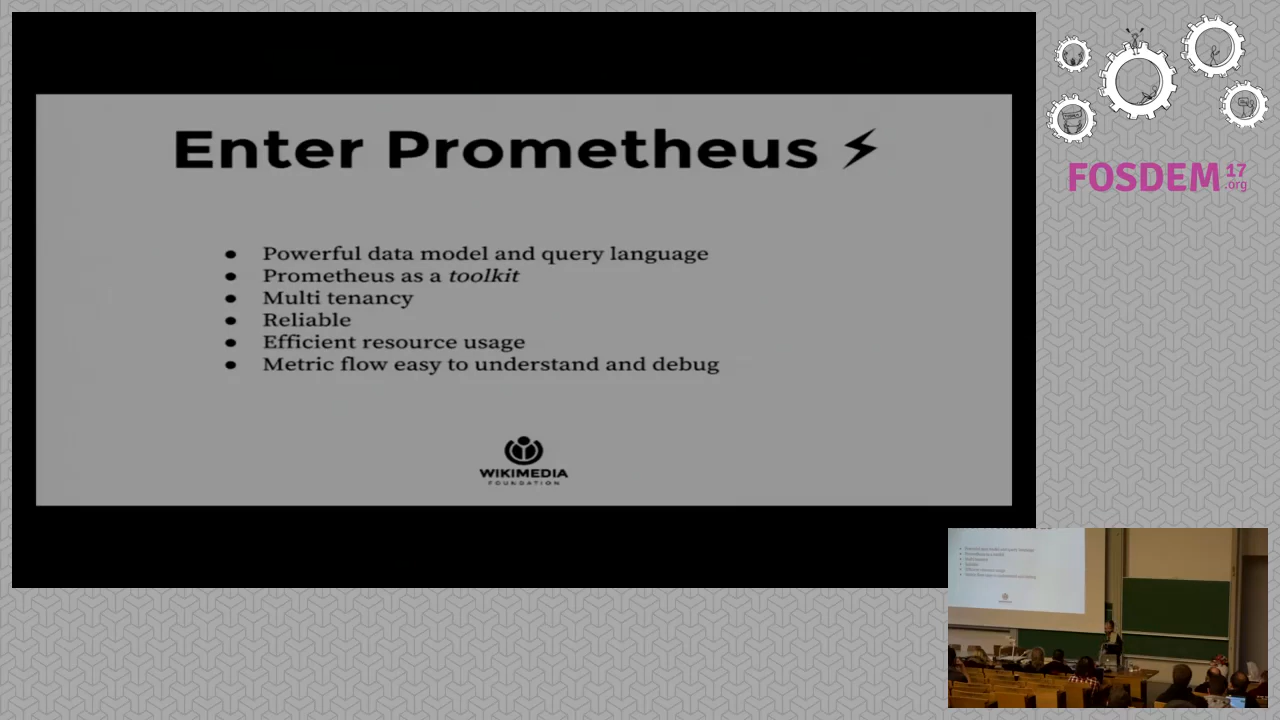 Enter Prometheus ⚡
● Powerful data model and query language
● Prometheus as a toolkit
● Multi tenancy
● Reliable
● Efficient resource usage
● Metric flow easy to understand and debug
WIKIMEDIA
FOUNDATION
FOSDEM 17
.org